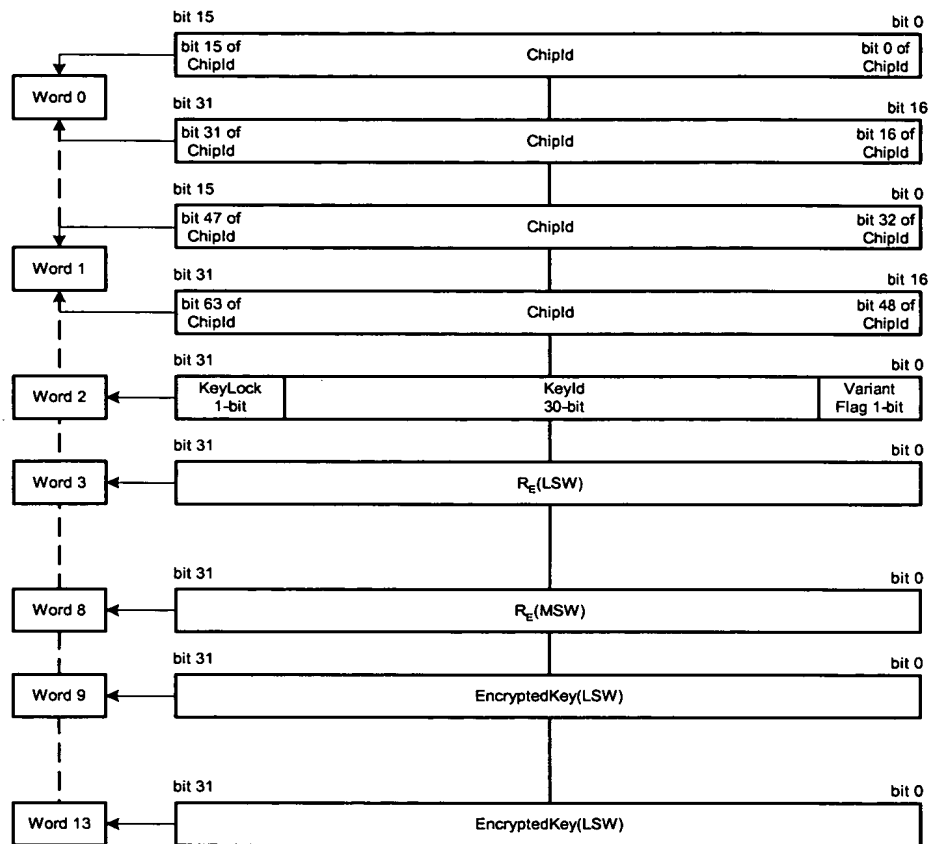 bit 15
bit 0
bit 15 of
ChipId
ChipId
bit 0 of
ChipId
Word 0
bit 31
bit 16
bit 31 of
ChipId
ChipId
bit 16 of
ChipId
bit 15
bit 0
bit 47 of
ChipId
ChipId
bit 32 of
ChipId
Word 1
bit 31
bit 16
bit 63 of
ChipId
ChipId
bit 48 of
ChipId
bit 31
bit 0
Word 2
KeyLock
1-bit
KeyId
30-bit
Variant
Flag 1-bit
bit 31
bit 0
Word 3
RE(LSW)
bit 31
bit 0
Word 8
RE(MSW)
bit 31
bit 0
Word 9
EncryptedKey(LSW)
bit 31
bit 0
Word 13
EncryptedKey(LSW)